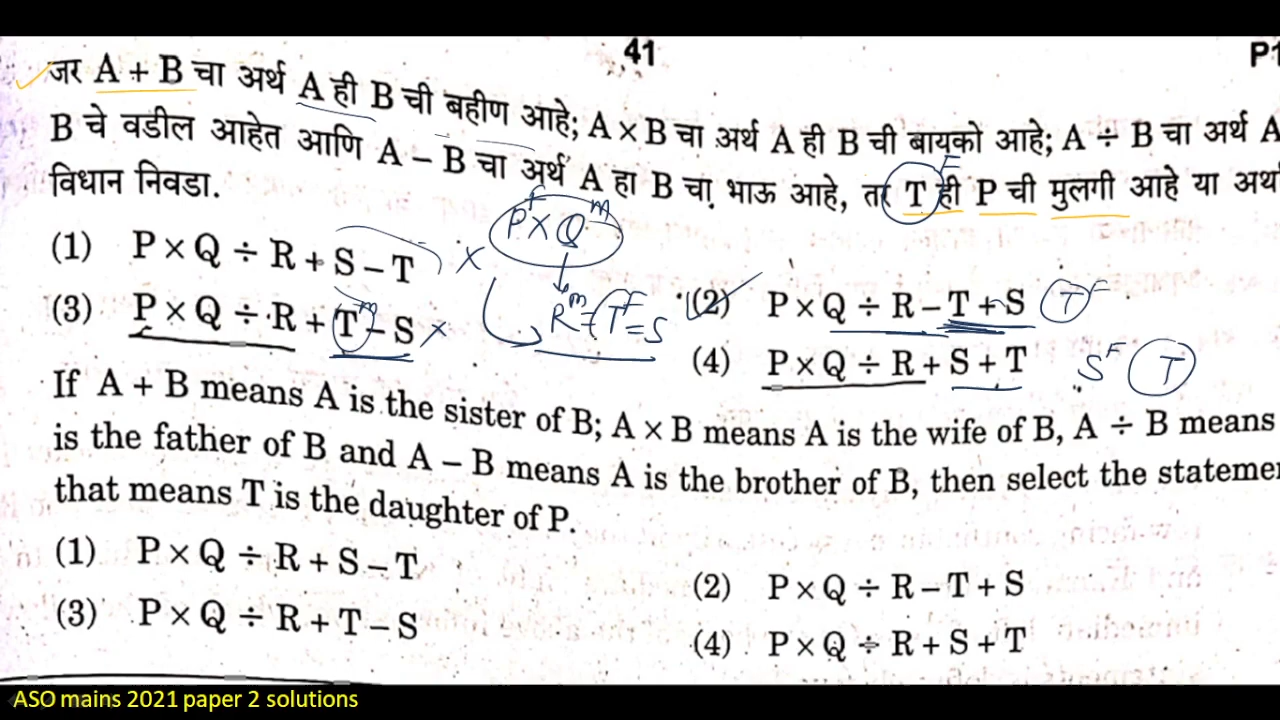 41
P1
जर A + B चा अर्थ A ही B ची बहीण आहे; A × B चा अर्थ A ही B ची बायको आहे; A ÷ B चा अर्थ A
B चे वडील आहेत आणि A – B चा अर्थ A हा B चा भाऊ आहे, तर T ही P ची मुलगी आहे या अर्था
विधान निवडा.
(1) P × Q ÷ R + S – T
(2) P × Q ÷ R – T + S
(3) P × Q ÷ R + T – S
(4) P × Q ÷ R + S + T
P × Q
F m
R m = T F = S
T F
S F T
m
F
×
×
If A + B means A is the sister of B; A × B means A is the wife of B, A ÷ B means
is the father of B and A – B means A is the brother of B, then select the stateme
that means T is the daughter of P.
(1) P × Q ÷ R + S – T
(2) P × Q ÷ R – T + S
(3) P × Q ÷ R + T – S
(4) P × Q ÷ R + S + T
ASO mains 2021 paper 2 solutions